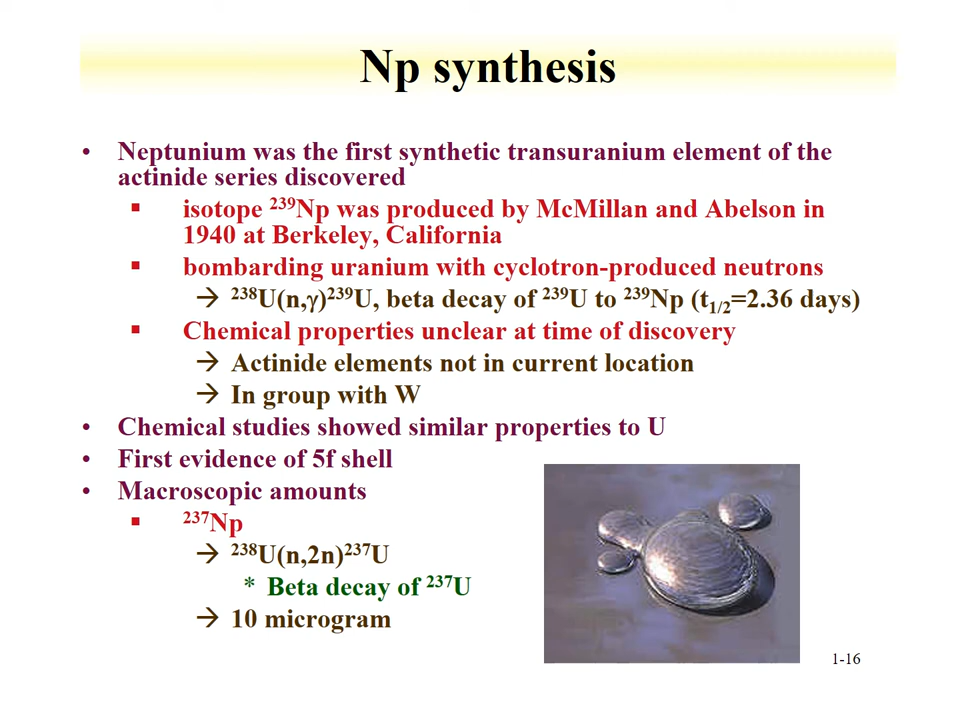 Np synthesis
• Neptunium was the first synthetic transuranium element of the
actinide series discovered
▪ isotope ²³⁹Np was produced by McMillan and Abelson in
1940 at Berkeley, California
▪ bombarding uranium with cyclotron-produced neutrons
→ ²³⁸U(n,γ)²³⁹U, beta decay of ²³⁹U to ²³⁹Np (t₁/₂=2.36 days)
▪ Chemical properties unclear at time of discovery
→ Actinide elements not in current location
→ In group with W
• Chemical studies showed similar properties to U
• First evidence of 5f shell
• Macroscopic amounts
▪ ²³⁷Np
→ ²³⁸U(n,2n)²³⁷U
* Beta decay of ²³⁷U
→ 10 microgram
1-16